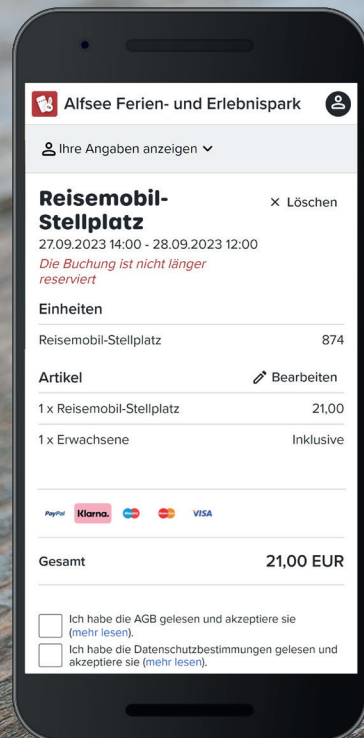 Alfsee Ferien- und Erlebnispark
Ihre Angaben anzeigen
Reisemobil-
Stellplatz
Löschen
27.09.2023 14:00 - 28.09.2023 12:00
Die Buchung ist nicht länger
reserviert
Einheiten
Reisemobil-Stellplatz 874
Artikel Bearbeiten
1 x Reisemobil-Stellplatz 21,00
1 x Erwachsene Inklusive
PayPal Klarna. VISA
Gesamt 21,00 EUR
Ich habe die AGB gelesen und akzeptiere sie
(mehr lesen).
Ich habe die Datenschutzbestimmungen gelesen und
akzeptiere sie (mehr lesen).